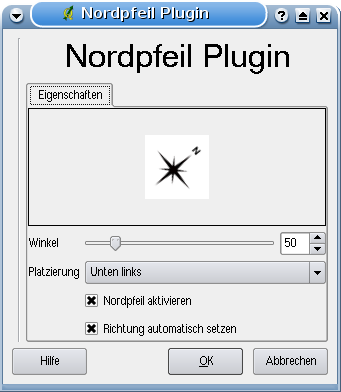 Nordpfeil Plugin
Nordpfeil Plugin
Eigenschaften
N
Winkel
50
Platzierung
Unten links
Nordpfeil aktivieren
Richtung automatisch setzen
Hilfe
OK
Abbrechen